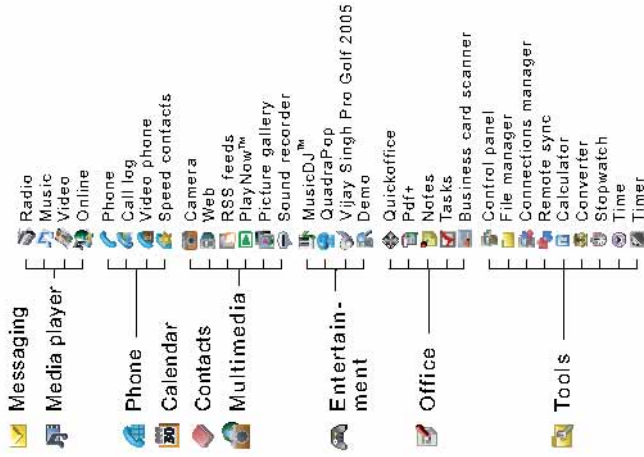 Messaging
Media player
Radio
Music
Video
Online
Phone
Phone
Call log
Video phone
Speed contacts
Calendar
Contacts
Multimedia
Camera
Web
RSS feeds
PlayNow™
Picture gallery
Sound recorder
Entertain-
ment
MusicDJ™
QuadraPop
Vijay Singh Pro Golf 2005
Demo
Office
Quickoffice
Pdf+
Notes
Tasks
Business card scanner
Tools
Control panel
File manager
Connections manager
Remote sync
Calculator
Converter
Stopwatch
Time
Timer